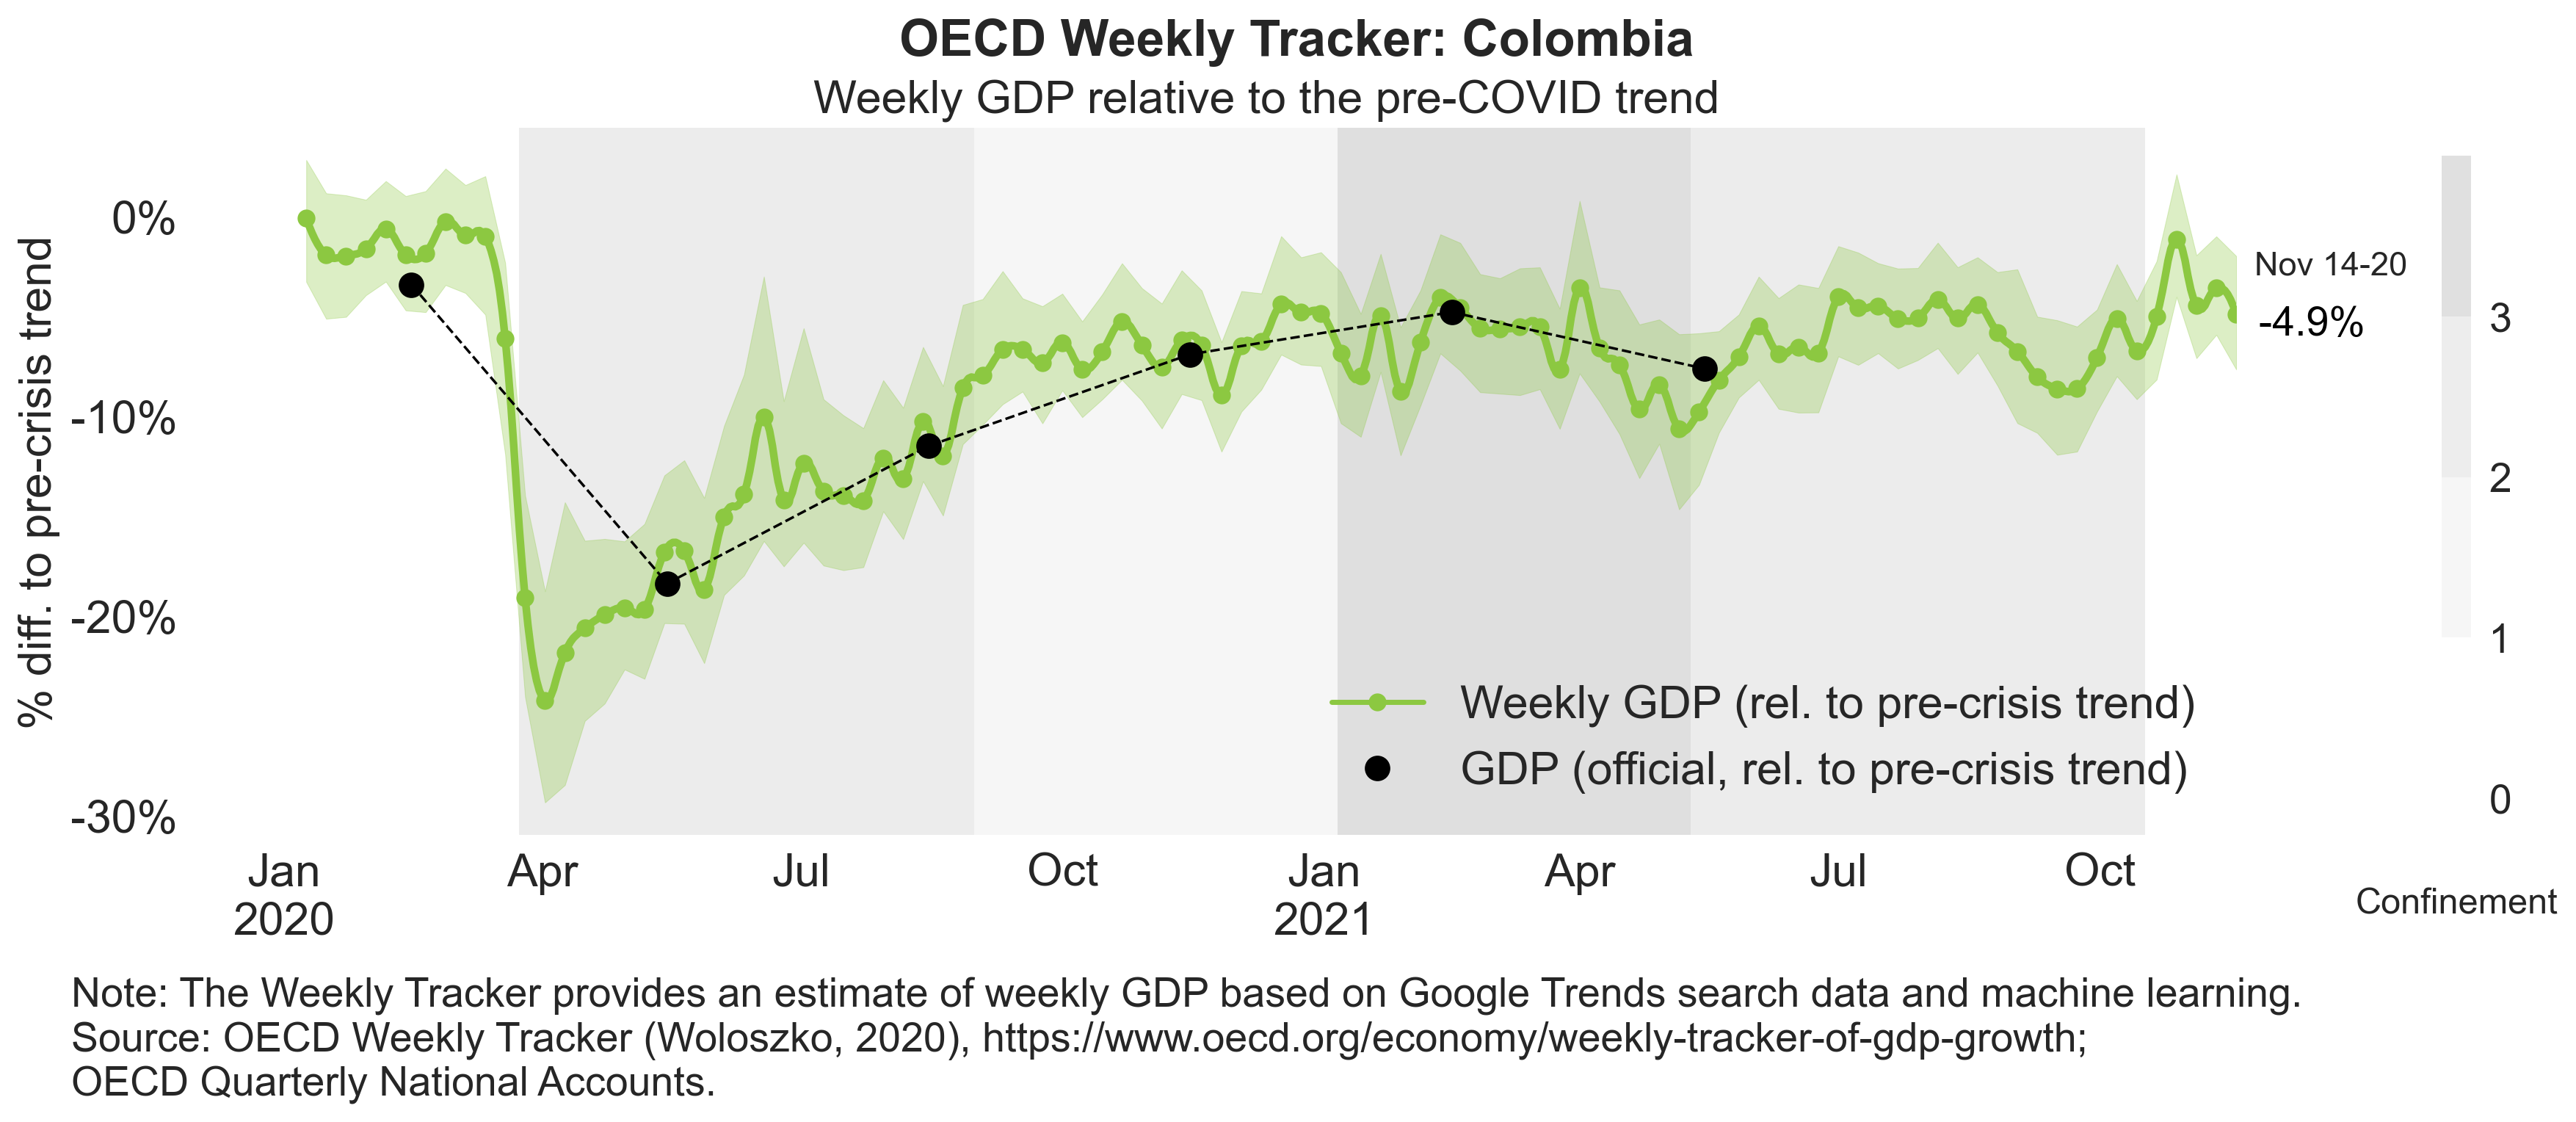 OECD Weekly Tracker: Colombia
Weekly GDP relative to the pre-COVID trend
% diff. to pre-crisis trend
0%
-10%
-20%
-30%
Nov 14-20
-4.9%
3
2
1
0
Confinement
Weekly GDP (rel. to pre-crisis trend)
GDP (official, rel. to pre-crisis trend)
Jan Apr Jul Oct Jan Apr Jul Oct
2020 2021
Note: The Weekly Tracker provides an estimate of weekly GDP based on Google Trends search data and machine learning.
Source: OECD Weekly Tracker (Woloszko, 2020), https://www.oecd.org/economy/weekly-tracker-of-gdp-growth;
OECD Quarterly National Accounts.